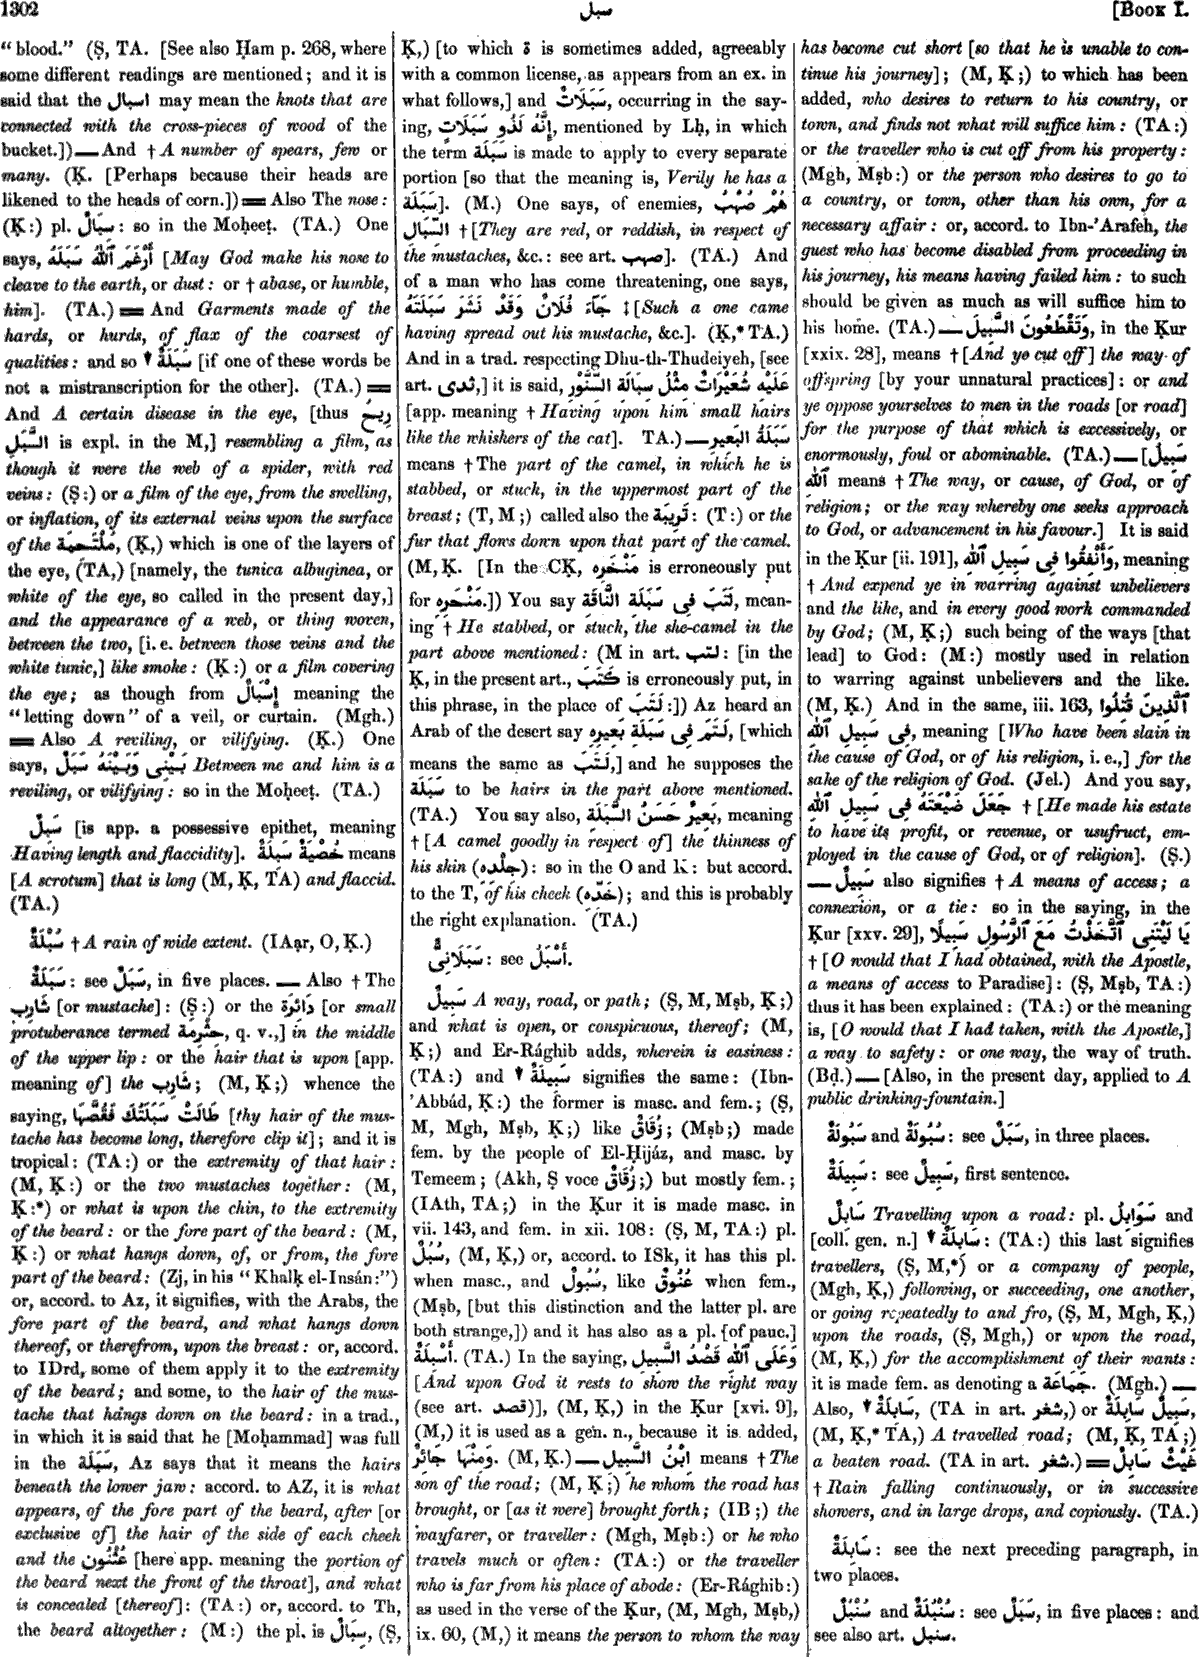 1302
سبل
[Book I.
“blood.” (Ṣ, TA. [See also Ḥam p. 268, where
some different readings are mentioned; and it is
said that the اسبال may mean the knots that are
connected with the cross-pieces of wood of the
bucket.])—And † A number of spears, few or
many. (Ḳ. [Perhaps because their heads are
likened to the heads of corn.])＝Also The nose:
(Ḳ:) pl. سِبَالٌ: so in the Moḥeeṭ. (TA.) One
says, أَرْغَمَ ٱللّٰهُ سَبَلَهُ [May God make his nose to
cleave to the earth, or dust: or † abase, or humble,
him]. (TA.)＝And Garments made of the
hards, or hurds, of flax of the coarsest of
qualities: and so ▼ سَبَلَةٌ [if one of these words be
not a mistranscription for the other]. (TA.)＝
And A certain disease in the eye, [thus رِيحُ
السَّبَلِ is expl. in the M,] resembling a film, as
though it were the web of a spider, with red
veins: (Ṣ:) or a film of the eye, from the swelling,
or inflation, of its external veins upon the surface
of the مُلْتَحِمَة, (Ḳ,) which is one of the layers of
the eye, (TA,) [namely, the tunica albuginea, or
white of the eye, so called in the present day,]
and the appearance of a web, or thing woven,
between the two, [i. e. between those veins and the
white tunic,] like smoke: (Ḳ:) or a film covering
the eye; as though from إِسْبَالٌ meaning the
“letting down” of a veil, or curtain. (Mgh.)
＝Also A reviling, or vilifying. (Ḳ.) One
says, بَيْنِى وَبَيْنَهُ سَبَلٌ Between me and him is a
reviling, or vilifying: so in the Moḥeeṭ. (TA.)
سَبِلٌ [is app. a possessive epithet, meaning
Having length and flaccidity]. خُصْيَةٌ سَبِلَةٌ means
[A scrotum] that is long (M, Ḳ, TA) and flaccid.
(TA.)
سُبْلَةٌ † A rain of wide extent. (IAạr, O, Ḳ.)
سَبَلَةٌ: see سَبَلٌ, in five places. — Also † The
شَارِب [or mustache]: (Ṣ:) or the دَائِرَة [or small
protuberance termed حِثْرِمَة, q. v.,] in the middle
of the upper lip: or the hair that is upon [app.
meaning of] the شَارِب; (M, Ḳ;) whence the
saying, طَالَتْ سَبَلَتُكَ فَقُصَّهَا [thy hair of the mus-
tache has become long, therefore clip it]; and it is
tropical: (TA:) or the extremity of that hair:
(M, Ḳ:) or the two mustaches together: (M,
Ḳ:*) or what is upon the chin, to the extremity
of the beard: or the fore part of the beard: (M,
Ḳ:) or what hangs down, of, or from, the fore
part of the beard: (Zj, in his “Khalḳ el-Insán:”)
or, accord. to Az, it signifies, with the Arabs, the
fore part of the beard, and what hangs down
thereof, or therefrom, upon the breast: or, accord.
to IDrd, some of them apply it to the extremity
of the beard; and some, to the hair of the mus-
tache that hangs down on the beard: in a trad.,
in which it is said that he [Moḥammad] was full
in the سَبَلَة, Az says that it means the hairs
beneath the lower jaw: accord. to AZ, it is what
appears, of the fore part of the beard, after [or
exclusive of] the hair of the side of each cheek
and the عُثْنُون [here app. meaning the portion of
the beard next the front of the throat], and what
is concealed [thereof]: (TA:) or, accord. to Th,
the beard altogether: (M:) the pl. is سِبَالٌ, (Ṣ,
Ḳ,) [to which ة is sometimes added, agreeably
with a common license, as appears from an ex. in
what follows,] and سَبَلَاتٌ, occurring in the say-
ing, إِنَّهُ لَذُو سَبَلَاتٍ, mentioned by Lḥ, in which
the term سَبَلَة is made to apply to every separate
portion [so that the meaning is, Verily he has a
سَبَلَة]. (M.) One says, of enemies, هُمْ صُهْبُ
السِّبَالِ † [They are red, or reddish, in respect of
the mustaches, &c.: see art. صهب]. (TA.) And
of a man who has come threatening, one says,
جَآءَ فُلَانٌ وَقَدْ نَشَرَ سَبَلَتَهُ ‡ [Such a one came
having spread out his mustache, &c.]. (Ḳ,* TA.)
And in a trad. respecting Dhu-th-Thudeiyeh, [see
art. ثدى,] it is said, عَلَيْهِ شُعَيْرَاتٌ مِثْلُ سِبَالَةِ السِّنَّوْرِ
[app. meaning † Having upon him small hairs
like the whiskers of the cat]. TA.)—سَبَلَةُ البَعِيرِ
means † The part of the camel, in which he is
stabbed, or stuck, in the uppermost part of the
breast; (T, M;) called also the تَرِيبَة: (T:) or the
fur that flows down upon that part of the camel.
(M, Ḳ. [In the CḲ, مَنْخَرِهِ is erroneously put
for مَنْحَرِهِ.]) You say لَتَبَ فِى سَبَلَةِ النَّاقَةِ, mean-
ing † He stabbed, or stuck, the she-camel in the
part above mentioned: (M in art. لتب: [in the
Ḳ, in the present art., كَتَبَ is erroneously put, in
this phrase, in the place of لَتَبَ:]) Az heard an
Arab of the desert say لَتَمَ فِى سَبَلَةِ بَعِيرِهِ, [which
means the same as لَتَبَ,] and he supposes the
سَبَلَة to be hairs in the part above mentioned.
(TA.) You say also, بَعِيرٌ حَسَنُ السَّبَلَةِ, meaning
† [A camel goodly in respect of] the thinness of
his skin (جِلْدِهِ): so in the O and Ḳ: but accord.
to the T, of his cheek (خَدِّهِ); and this is probably
the right explanation. (TA.)
سَبَلَانِىٌّ: see أَسْبَلُ.
سَبِيلٌ A way, road, or path; (Ṣ, M, Mṣb, Ḳ;)
and what is open, or conspicuous, thereof; (M,
Ḳ;) and Er-Rághib adds, wherein is easiness:
(TA:) and ▼ سَبِيلَةٌ signifies the same: (Ibn-
’Abbád, Ḳ:) the former is masc. and fem.; (Ṣ,
M, Mgh, Mṣb, Ḳ;) like زُقَاقٌ; (Mṣb;) made
fem. by the people of El-Ḥijáz, and masc. by
Temeem; (Akh, Ṣ voce زُقَاقٌ;) but mostly fem.;
(IAth, TA;) in the Ḳur it is made masc. in
vii. 143, and fem. in xii. 108: (Ṣ, M, TA:) pl.
سُبُلٌ, (M, Ḳ,) or, accord. to ISk, it has this pl.
when masc., and سُبُولٌ, like عُنُوقٌ when fem.,
(Mṣb, [but this distinction and the latter pl. are
both strange,]) and it has also as a pl. [of pauc.]
أَسْبِلَةٌ. (TA.) In the saying, وَعَلَى ٱللّٰهِ قَصْدُ السَّبِيلِ
[And upon God it rests to show the right way
(see art. قصد)], (M, Ḳ,) in the Ḳur [xvi. 9],
(M,) it is used as a gen. n., because it is added,
وَمِنْهَا جَائِرٌ. (M, Ḳ.)—ابْنُ السَّبِيلِ means † The
son of the road; (M, Ḳ;) he whom the road has
brought, or [as it were] brought forth; (IB;) the
wayfarer, or traveller: (Mgh, Mṣb:) or he who
travels much or often: (TA:) or the traveller
who is far from his place of abode: (Er-Rághib:)
as used in the verse of the Ḳur, (M, Mgh, Mṣb,)
ix. 60, (M,) it means the person to whom the way
has become cut short [so that he is unable to con-
tinue his journey]; (M, Ḳ;) to which has been
added, who desires to return to his country, or
town, and finds not what will suffice him: (TA:)
or the traveller who is cut off from his property:
(Mgh, Mṣb:) or the person who desires to go to
a country, or town, other than his own, for a
necessary affair: or, accord. to Ibn-’Arafeh, the
guest who has become disabled from proceeding in
his journey, his means having failed him: to such
should be given as much as will suffice him to
his home. (TA.)—وَتَقْطَعُونَ السَّبِيلَ, in the Ḳur
[xxix. 28], means † [And ye cut off] the way of
offspring [by your unnatural practices]: or and
ye oppose yourselves to men in the roads [or road]
for the purpose of that which is excessively, or
enormously, foul or abominable. (TA.)—[سَبِيلُ
ٱللّٰهِ means † The way, or cause, of God, or of
religion; or the way whereby one seeks approach
to God, or advancement in his favour.] It is said
in the Ḳur [ii. 191], وَأَنْفِقُوا فِى سَبِيلِ ٱللّٰهِ, meaning
† And expend ye in warring against unbelievers
and the like, and in every good work commanded
by God; (M, Ḳ;) such being of the ways [that
lead] to God: (M:) mostly used in relation
to warring against unbelievers and the like.
(M, Ḳ.) And in the same, iii. 163, ٱلَّذِينَ قُتِلُوا
فِى سَبِيلِ ٱللّٰهِ, meaning [Who have been slain in
the cause of God, or of his religion, i. e.,] for the
sake of the religion of God. (Jel.) And you say,
جَعَلَ ضَيْعَتَهُ فِى سَبِيلِ ٱللّٰهِ † [He made his estate
to have its profit, or revenue, or usufruct, em-
ployed in the cause of God, or of religion]. (Ṣ.)
—سَبِيلٌ also signifies † A means of access; a
connexion, or a tie: so in the saying, in the
Ḳur [xxv. 29], يَا لَيْتَنِى ٱتَّخَذْتُ مَعَ ٱلرَّسُولِ سَبِيلًا
† [O would that I had obtained, with the Apostle,
a means of access to Paradise]: (Ṣ, Mṣb, TA:)
thus it has been explained: (TA:) or the meaning
is, [O would that I had taken, with the Apostle,]
a way to safety: or one way, the way of truth.
(Bḍ.)—[Also, in the present day, applied to A
public drinking-fountain.]
سَبُولَةٌ and سُبُولَةٌ: see سَبَلٌ, in three places.
سَبِيلَةٌ: see سَبِيلٌ, first sentence.
سَابِلٌ Travelling upon a road: pl. سَوَابِلُ and
[coll. gen. n.] ▼ سَابِلَةٌ: (TA:) this last signifies
travellers, (Ṣ, M,*) or a company of people,
(Mgh, Ḳ,) following, or succeeding, one another,
or going repeatedly to and fro, (Ṣ, M, Mgh, Ḳ,)
upon the roads, (Ṣ, Mgh,) or upon the road,
(M, Ḳ,) for the accomplishment of their wants:
it is made fem. as denoting a جَمَاعَة. (Mgh.)—
Also, ▼ سَابِلَةٌ, (TA in art. شغر,) or سَبِيلٌ سَابِلَةٌ,
(M, Ḳ,* TA,) A travelled road; (M, Ḳ, TA;)
a beaten road. (TA in art. شغر.)＝غَيْثٌ سَابِلٌ
† Rain falling continuously, or in successive
showers, and in large drops, and copiously. (TA.)
سَابِلَةٌ: see the next preceding paragraph, in
two places.
سُنْبُلٌ and سُنْبُلَةٌ: see سَبَلٌ, in five places: and
see also art. سنبل.